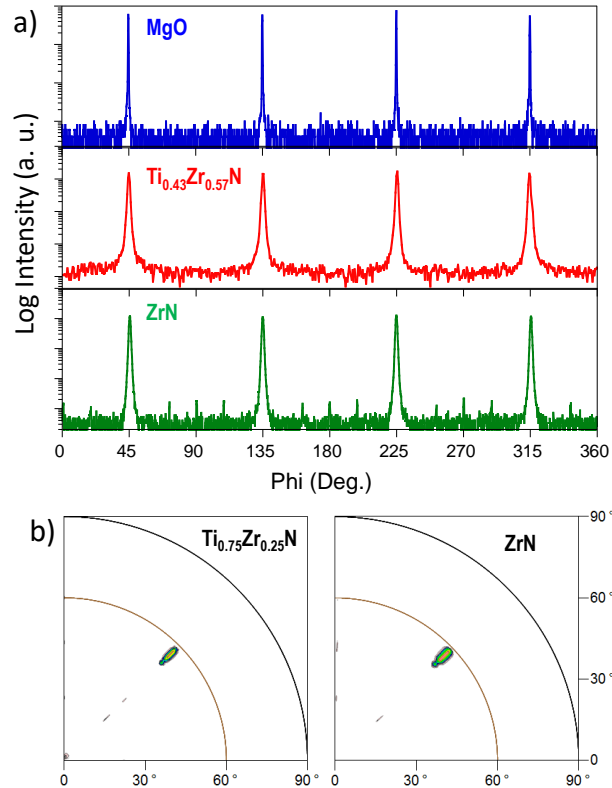 a)
MgO
Ti0.43Zr0.57N
ZrN
Log Intensity (a. u.)
0 45 90 135 180 225 270 315 360
Phi (Deg.)
b)
Ti0.75Zr0.25N
ZrN
90 °
60 °
30 °
0
0 30 ° 60 ° 90 °
0 30 ° 60 ° 90 °